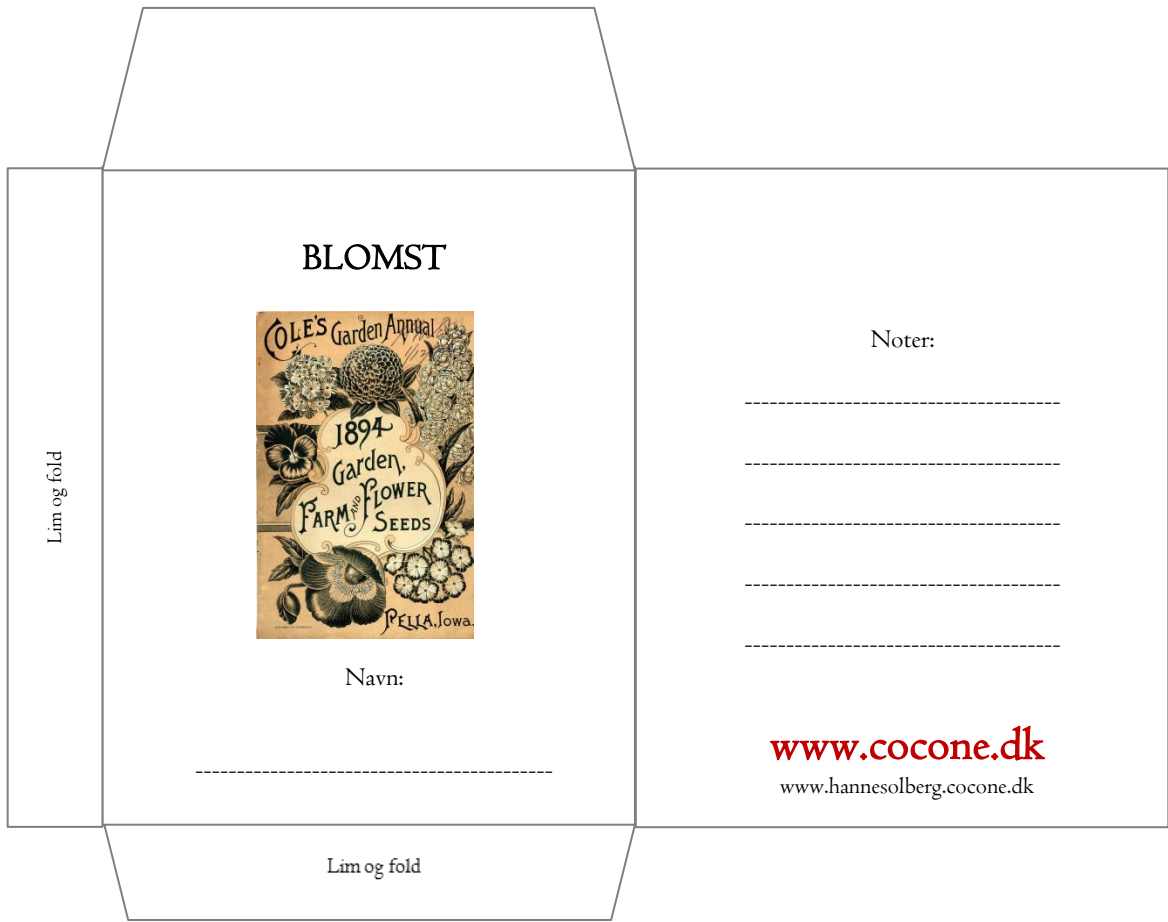 BLOMST
COLE'S Garden Annual
1894
Garden,
FARM AND FLOWER
SEEDS
PELLA, Iowa.
Navn:
-------------------------------------------
Lim og fold
Lim og fold
Noter:
--------------------------------------
--------------------------------------
--------------------------------------
--------------------------------------
--------------------------------------
www.cocone.dk
www.hannesolberg.cocone.dk